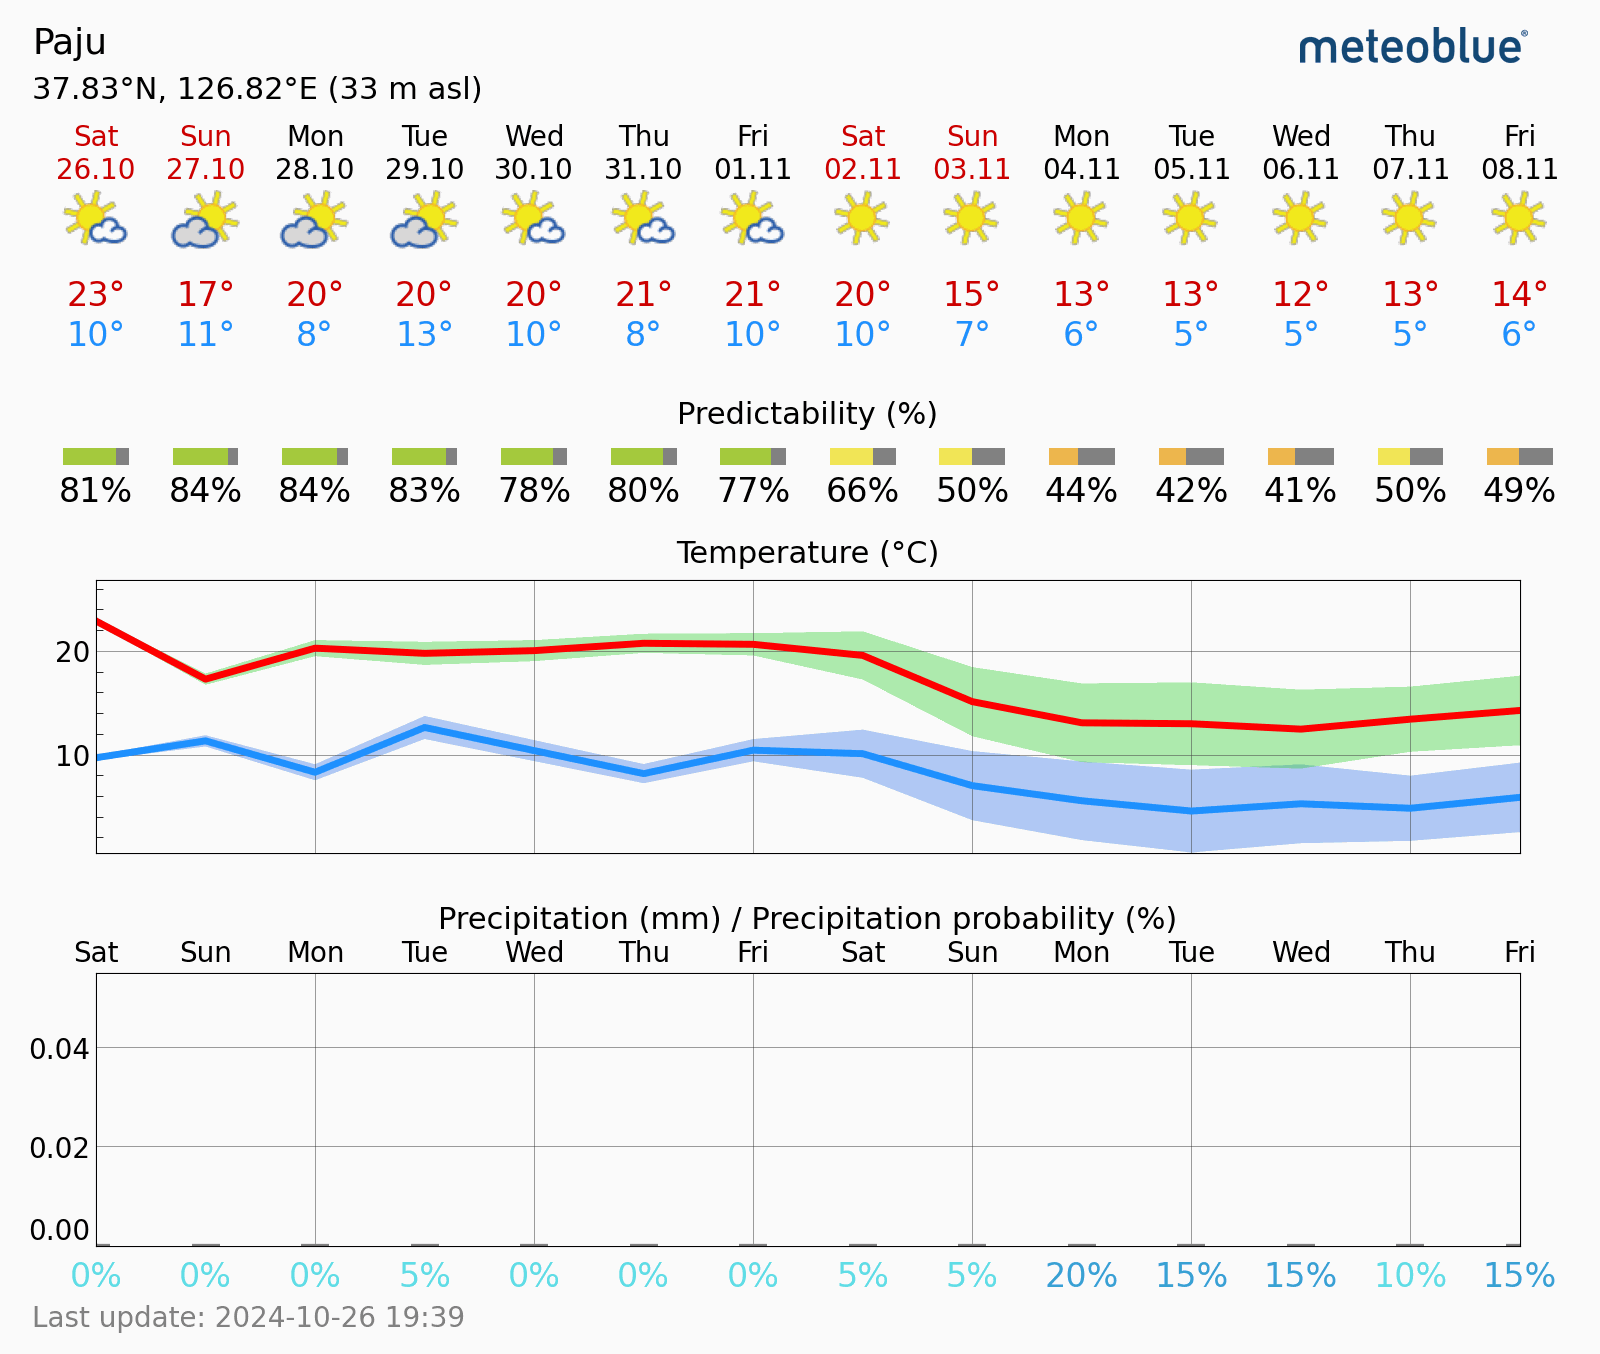 Paju
meteoblue®
37.83°N, 126.82°E (33 m asl)
Sat Sun Mon Tue Wed Thu Fri Sat Sun Mon Tue Wed Thu Fri
26.10 27.10 28.10 29.10 30.10 31.10 01.11 02.11 03.11 04.11 05.11 06.11 07.11 08.11
23° 17° 20° 20° 20° 21° 21° 20° 15° 13° 13° 12° 13° 14°
10° 11° 8° 13° 10° 8° 10° 10° 7° 6° 5° 5° 5° 6°
Predictability (%)
81% 84% 84% 83% 78% 80% 77% 66% 50% 44% 42% 41% 50% 49%
Temperature (°C)
20
10
Precipitation (mm) / Precipitation probability (%)
Sat Sun Mon Tue Wed Thu Fri Sat Sun Mon Tue Wed Thu Fri
0.04
0.02
0.00
0% 0% 0% 5% 0% 0% 0% 5% 5% 20% 15% 15% 10% 15%
Last update: 2024-10-26 19:39